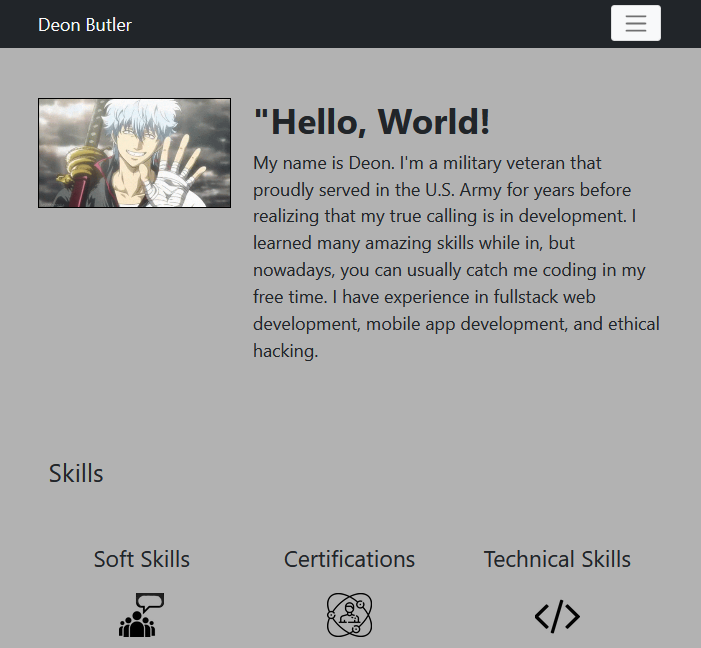 Deon Butler
"Hello, World!
My name is Deon. I'm a military veteran that
proudly served in the U.S. Army for years before
realizing that my true calling is in development. I
learned many amazing skills while in, but
nowadays, you can usually catch me coding in my
free time. I have experience in fullstack web
development, mobile app development, and ethical
hacking.
Skills
Soft Skills
Certifications
Technical Skills